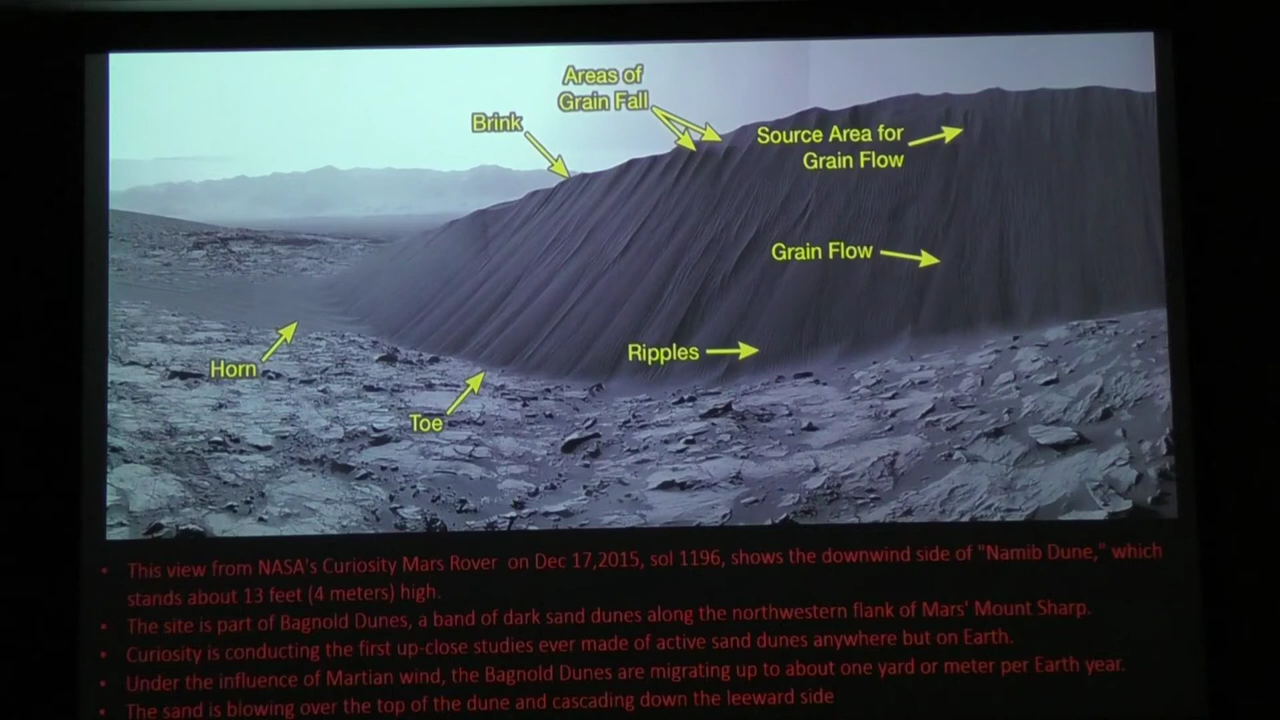 Areas of
Grain Fall
Brink
Source Area for
Grain Flow
Grain Flow
Ripples
Horn
Toe
• This view from NASA's Curiosity Mars Rover on Dec 17,2015, sol 1196, shows the downwind side of "Namib Dune," which
stands about 13 feet (4 meters) high.
• The site is part of Bagnold Dunes, a band of dark sand dunes along the northwestern flank of Mars' Mount Sharp.
• Curiosity is conducting the first up-close studies ever made of active sand dunes anywhere but on Earth.
• Under the influence of Martian wind, the Bagnold Dunes are migrating up to about one yard or meter per Earth year.
• The sand is blowing over the top of the dune and cascading down the leeward side